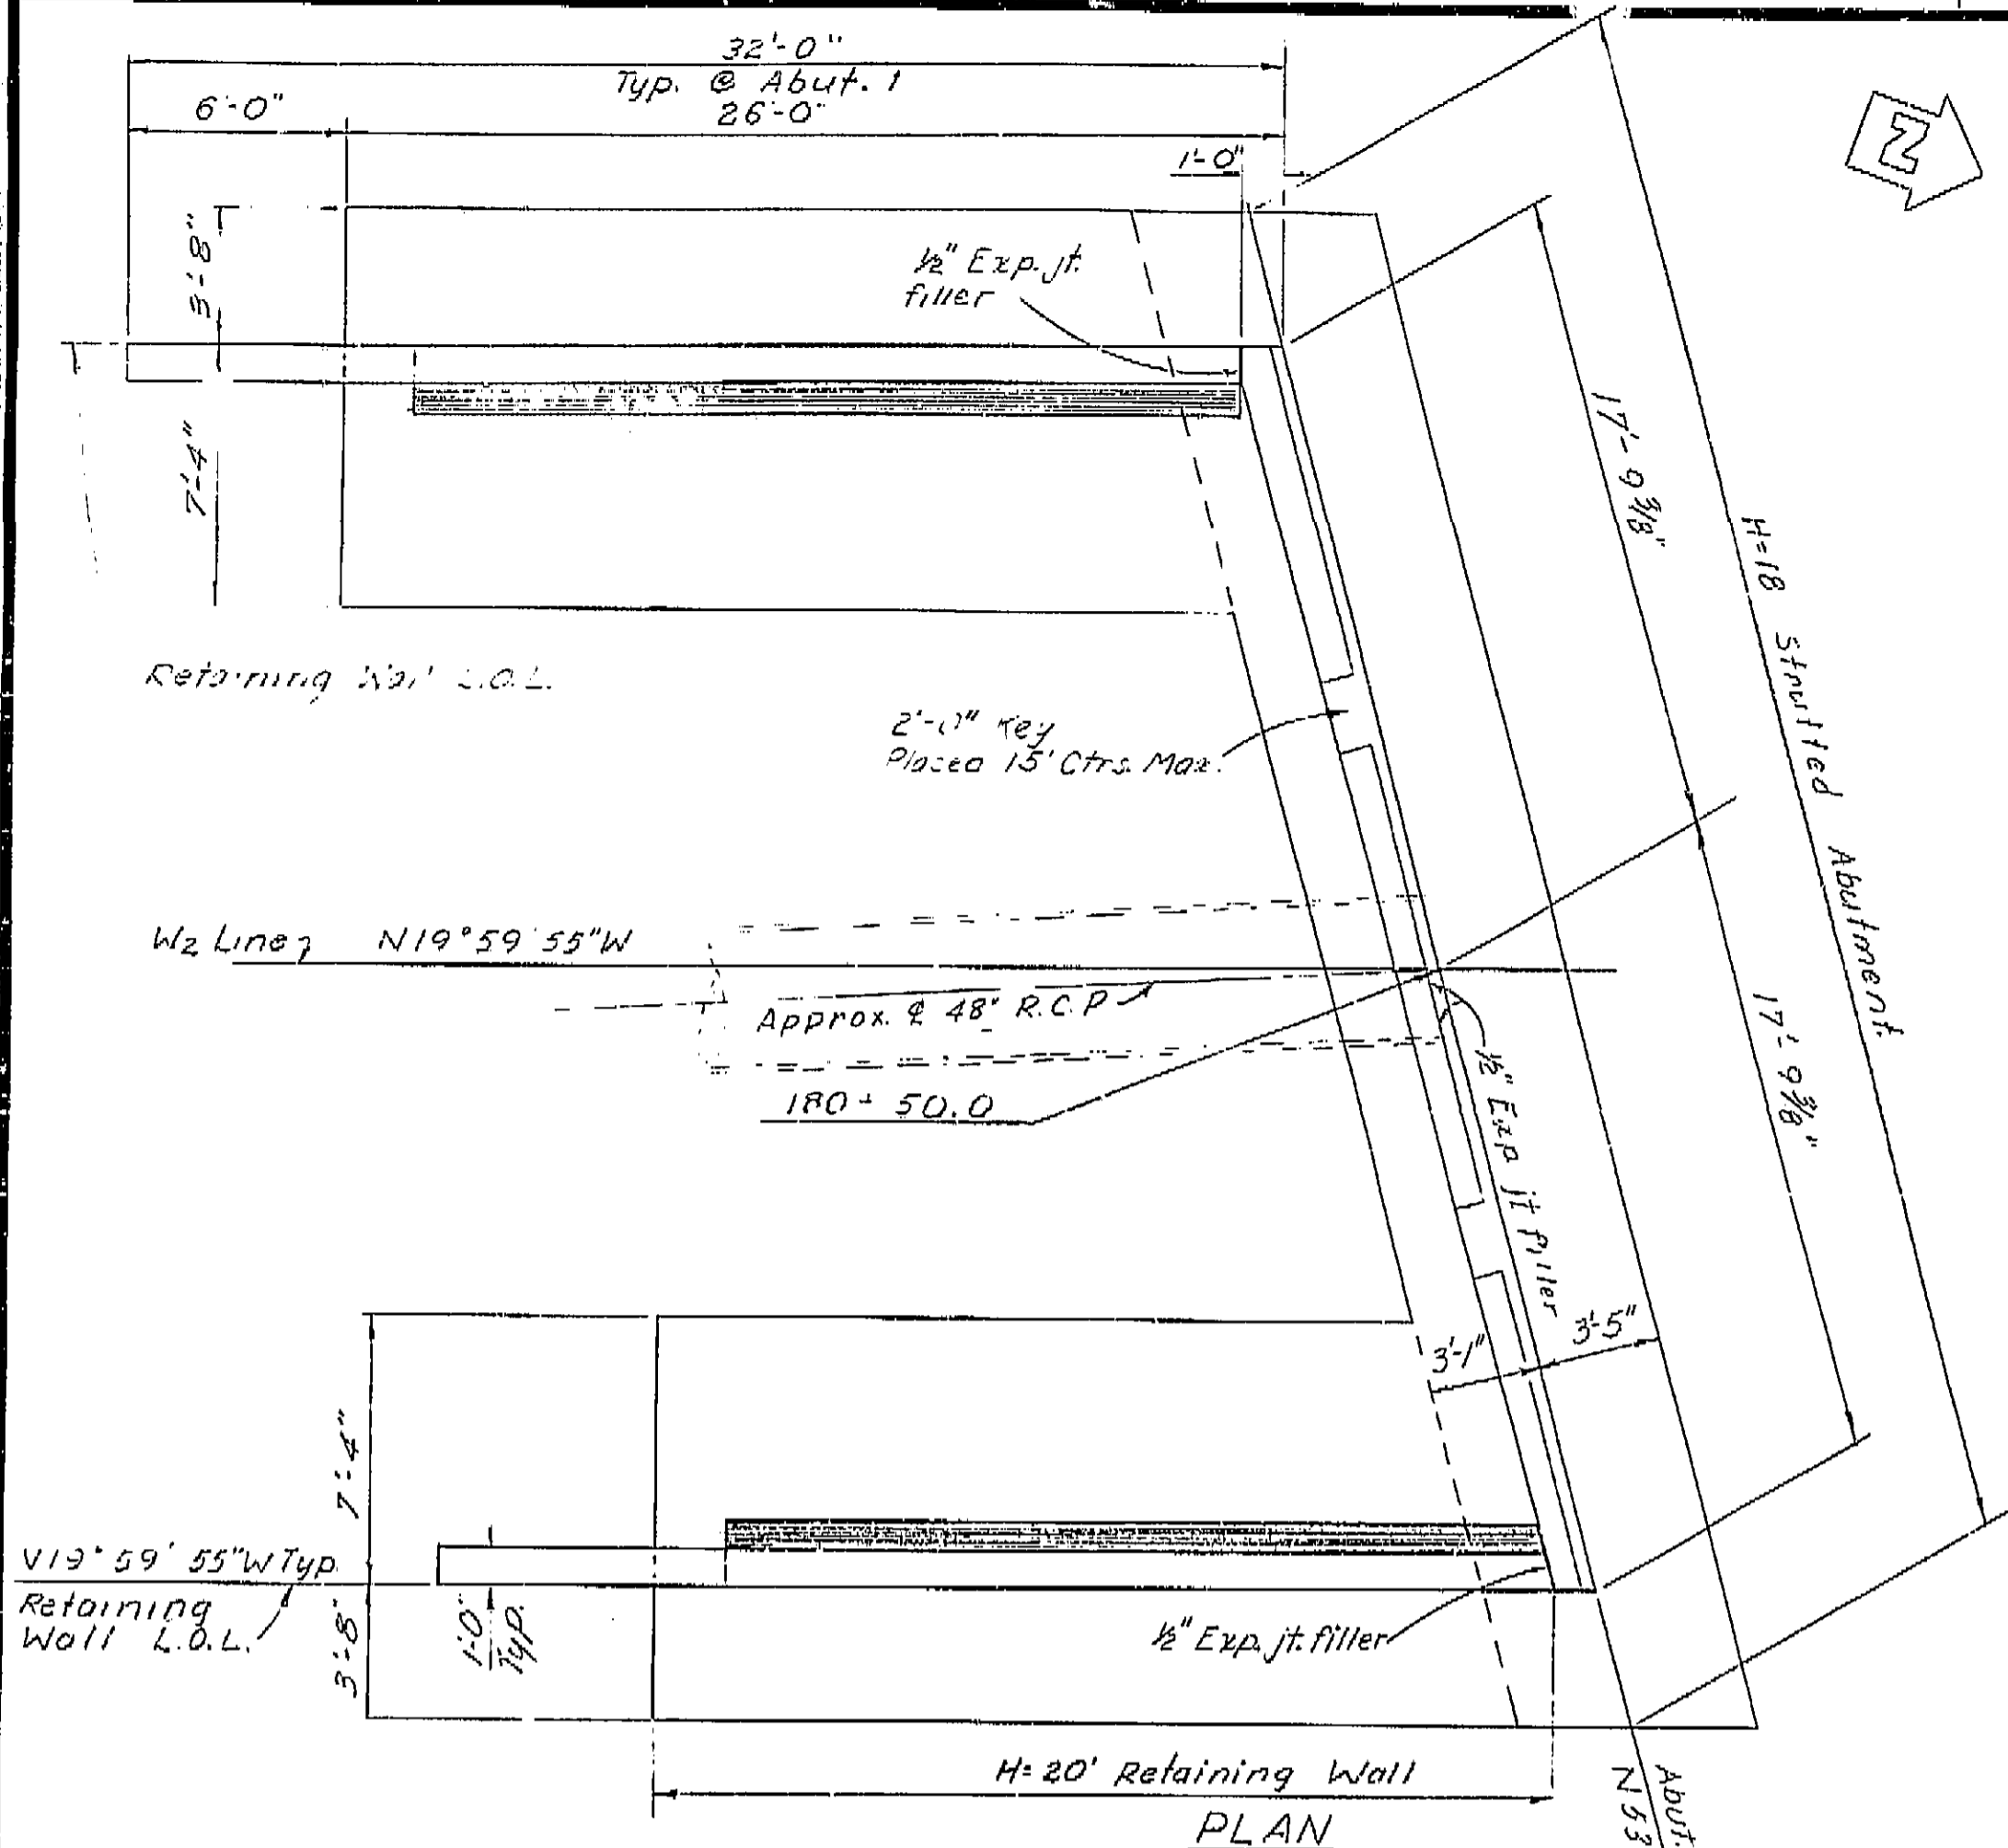 32'-0"
Typ. @ Abut. 1
6'-0"
26'-0"
1'-0"
N
3'-8"
½" Exp. jt.
filler
7'-4"
17'-9⅜"
H=18 Strutted Abutment
Retaining L.O.L.
2'-0" Key
Placed 15' Ctrs. Max.
W2 Line N19°59'55"W
Approx. ℄ 48" R.C.P
180+50.0
17'-9⅜"
½" Exp jt filler
3'-1"
3'-5"
7'-4"
19°59'55"W Typ.
Retaining
Wall L.O.L.
3'-8"
1'-0"
Typ.
½" Exp. jt. filler
H=20' Retaining Wall
PLAN
Abut.
N53